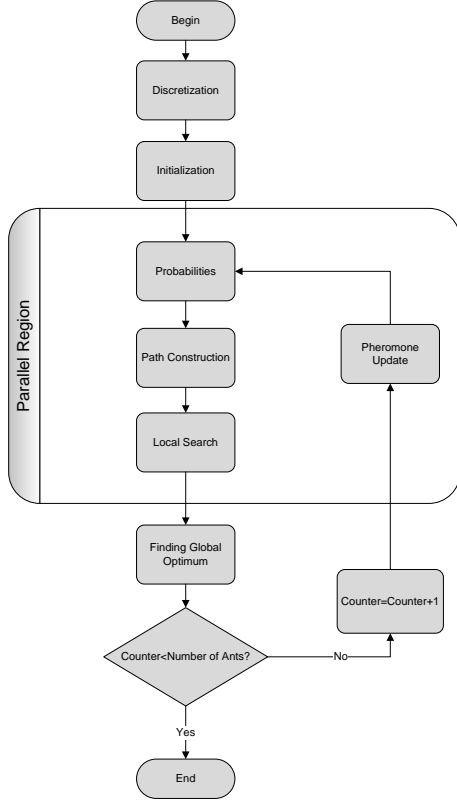 Begin
Discretization
Initialization
Parallel Region
Probabilities
Path Construction
Pheromone
Update
Local Search
Finding Global
Optimum
Counter=Counter+1
Counter<Number of Ants?
No
Yes
End